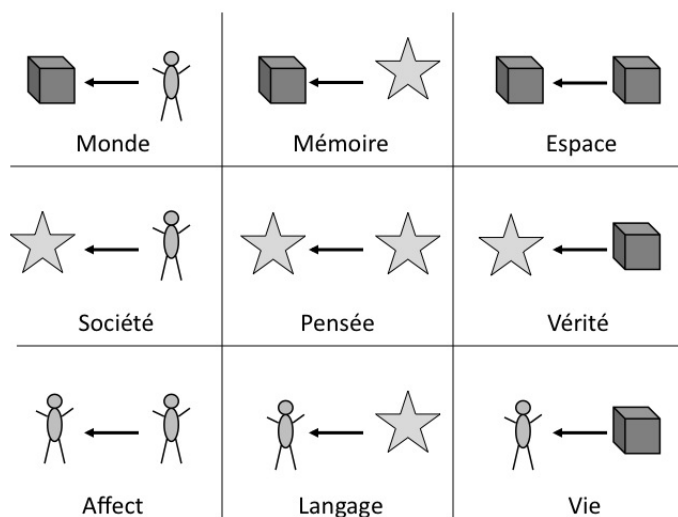 Monde
Mémoire
Espace
Société
Pensée
Vérité
Affect
Langage
Vie